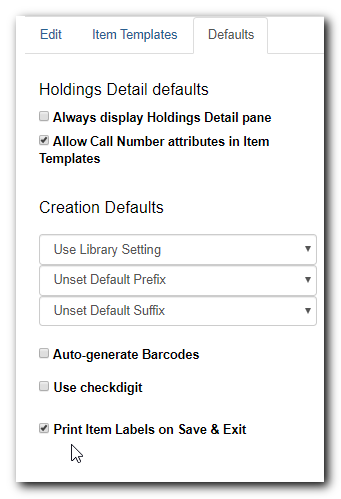 Edit Item Templates Defaults
Holdings Detail defaults
Always display Holdings Detail pane
Allow Call Number attributes in Item
Templates
Creation Defaults
Use Library Setting
Unset Default Prefix
Unset Default Suffix
Auto-generate Barcodes
Use checkdigit
Print Item Labels on Save & Exit